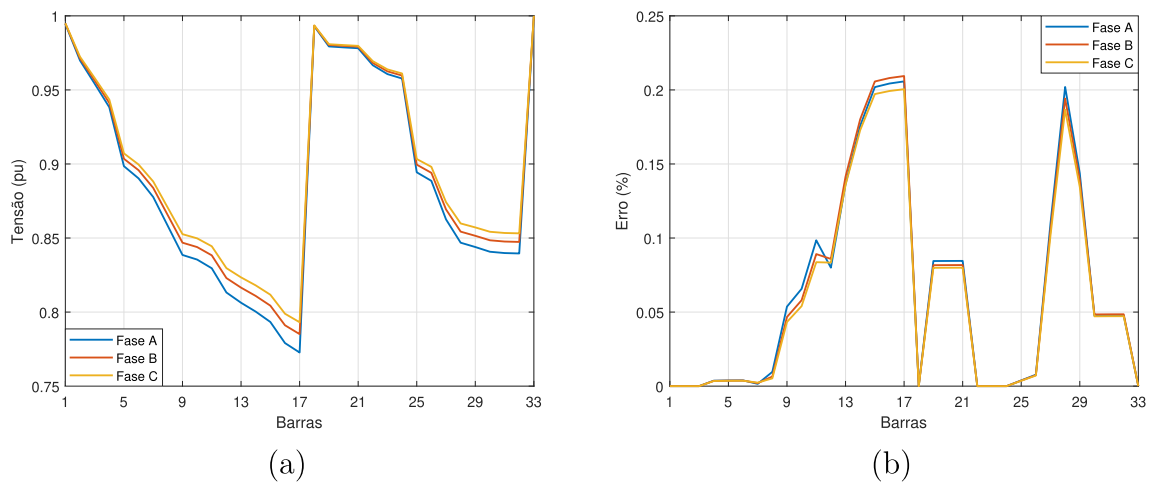 1
0.95
0.9
0.85
0.8
0.75
Tensão (pu)
Fase A
Fase B
Fase C
1 5 9 13 17 21 25 29 33
Barras
(a)
0.25
0.2
0.15
0.1
0.05
0
Erro (%)
Fase A
Fase B
Fase C
1 5 9 13 17 21 25 29 33
Barras
(b)